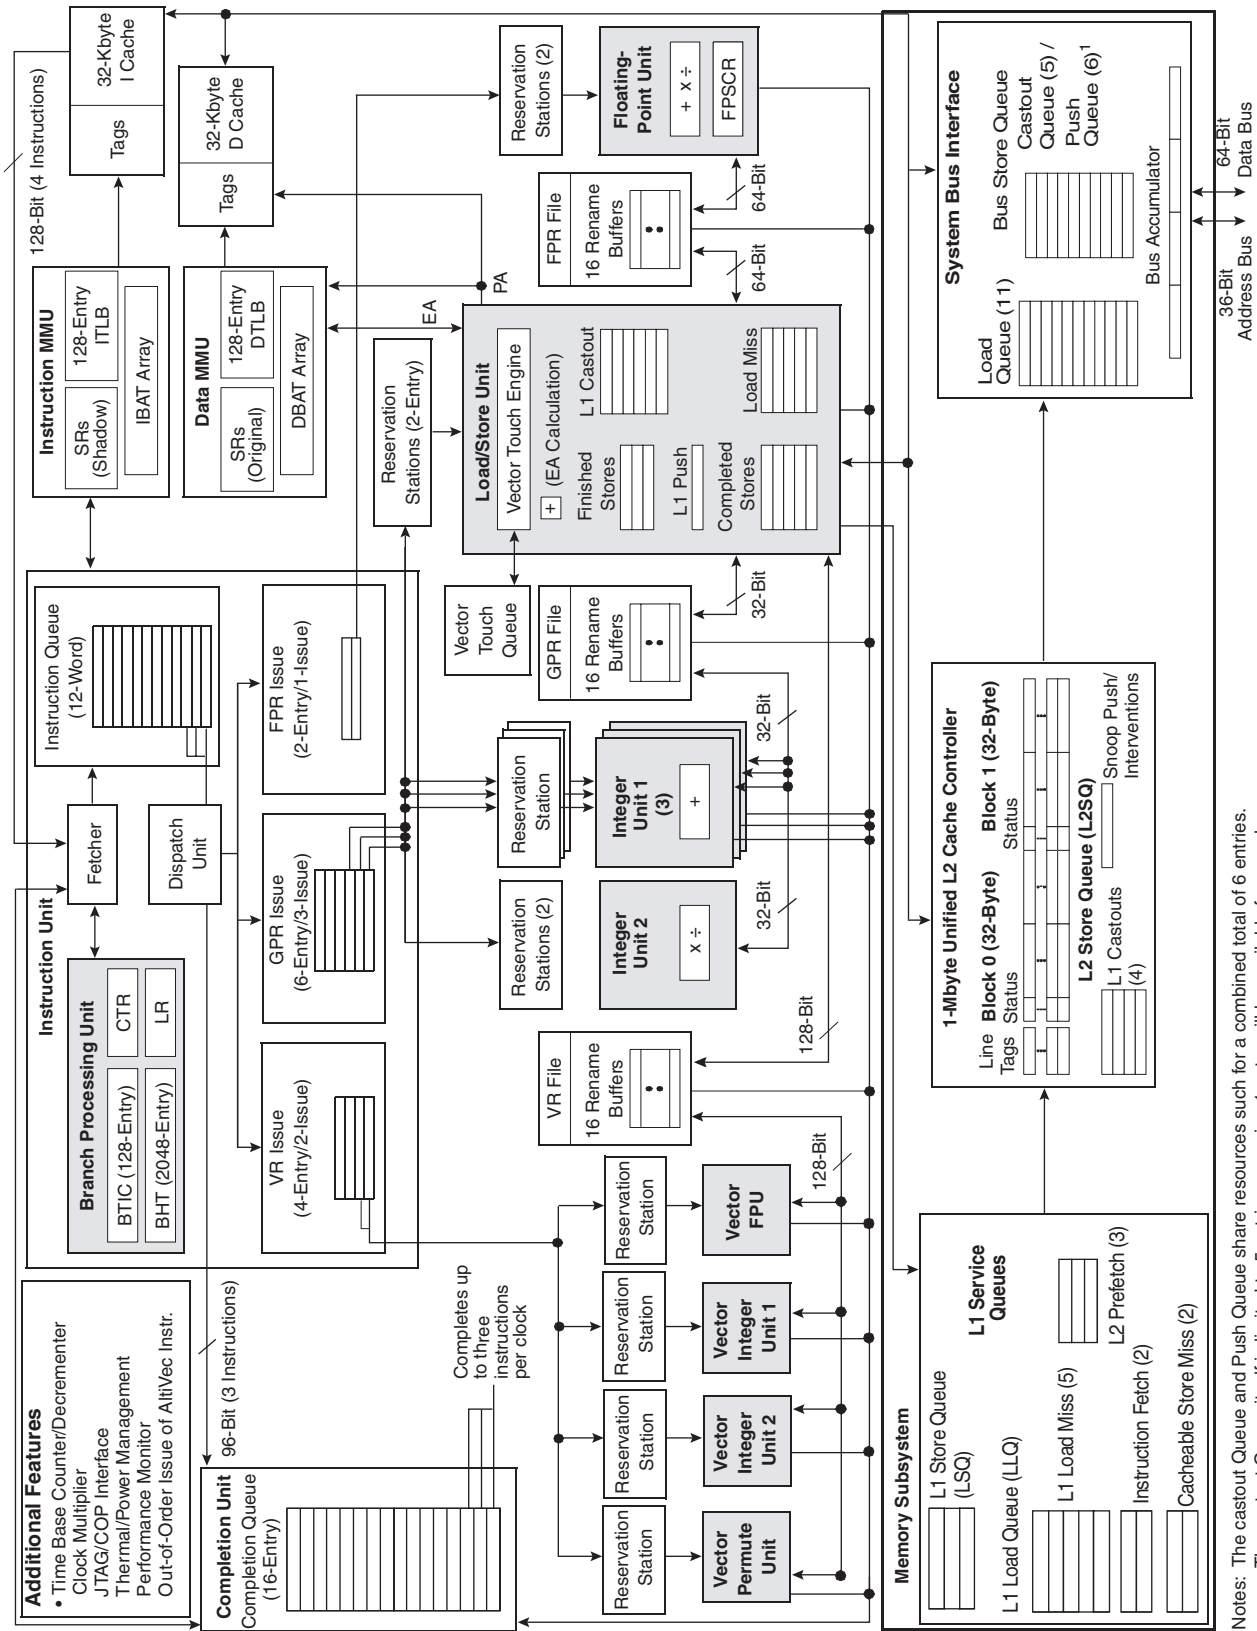 Additional Features
• Time Base Counter/Decrementer
Clock Multiplier
JTAG/COP Interface
Thermal/Power Management
Performance Monitor
Out-of-Order Issue of AltiVec Instr.
Instruction Unit
Branch Processing Unit
BTIC (128-Entry)
CTR
BHT (2048-Entry)
LR
Fetcher
Dispatch
Unit
Instruction Queue
(12-Word)
VR Issue
(4-Entry/2-Issue)
GPR Issue
(6-Entry/3-Issue)
FPR Issue
(2-Entry/1-Issue)
Instruction MMU
SRs
(Shadow)
128-Entry
ITLB
IBAT Array
Data MMU
SRs
(Original)
128-Entry
DTLB
DBAT Array
128-Bit (4 Instructions)
Tags
32-Kbyte
I Cache
Tags
32-Kbyte
D Cache
EA
PA
96-Bit (3 Instructions)
Completion Unit
Completion Queue
(16-Entry)
Completes up
to three
instructions
per clock
Reservation
Stations (2-Entry)
Vector
Touch
Queue
Load/Store Unit
Vector Touch Engine
+
(EA Calculation)
Finished
Stores
L1 Castout
L1 Push
Completed
Stores
Load Miss
Reservation
Station
Reservation
Station
Reservation
Station
Reservation
Station
Vector
Permute
Unit
Vector
Integer
Unit 2
Vector
Integer
Unit 1
Vector
FPU
128-Bit
VR File
16 Rename
Buffers
128-Bit
Reservation
Stations (2)
Integer
Unit 2
x ÷
Reservation
Station
Integer
Unit 1
(3)
+
32-Bit
32-Bit
GPR File
16 Rename
Buffers
32-Bit
FPR File
16 Rename
Buffers
64-Bit
64-Bit
Reservation
Stations (2)
Floating-
Point Unit
+ x ÷
FPSCR
Memory Subsystem
L1 Store Queue
(LSQ)
L1 Service
Queues
L1 Load Queue (LLQ)
L1 Load Miss (5)
L2 Prefetch (3)
Instruction Fetch (2)
Cacheable Store Miss (2)
1-Mbyte Unified L2 Cache Controller
Line
Tags
Block 0 (32-Byte)
Status
Block 1 (32-Byte)
Status
L2 Store Queue (L2SQ)
L1 Castouts
(4)
Snoop Push/
Interventions
System Bus Interface
Load
Queue (11)
Bus Store Queue
Castout
Queue (5) /
Push
Queue (6)1
Bus Accumulator
36-Bit
Address Bus
64-Bit
Data Bus
Notes: The castout Queue and Push Queue share resources such for a combined total of 6 entries.